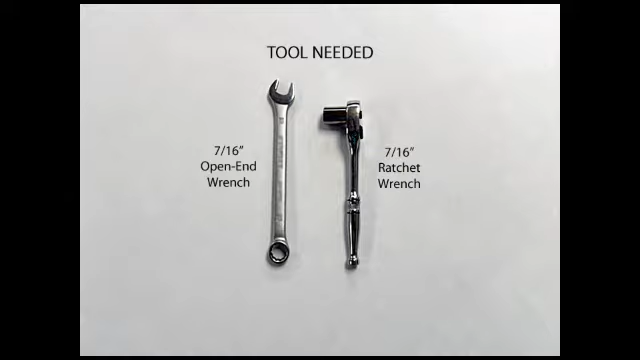 TOOL NEEDED
7/16”
Open-End
Wrench
7/16”
Ratchet
Wrench